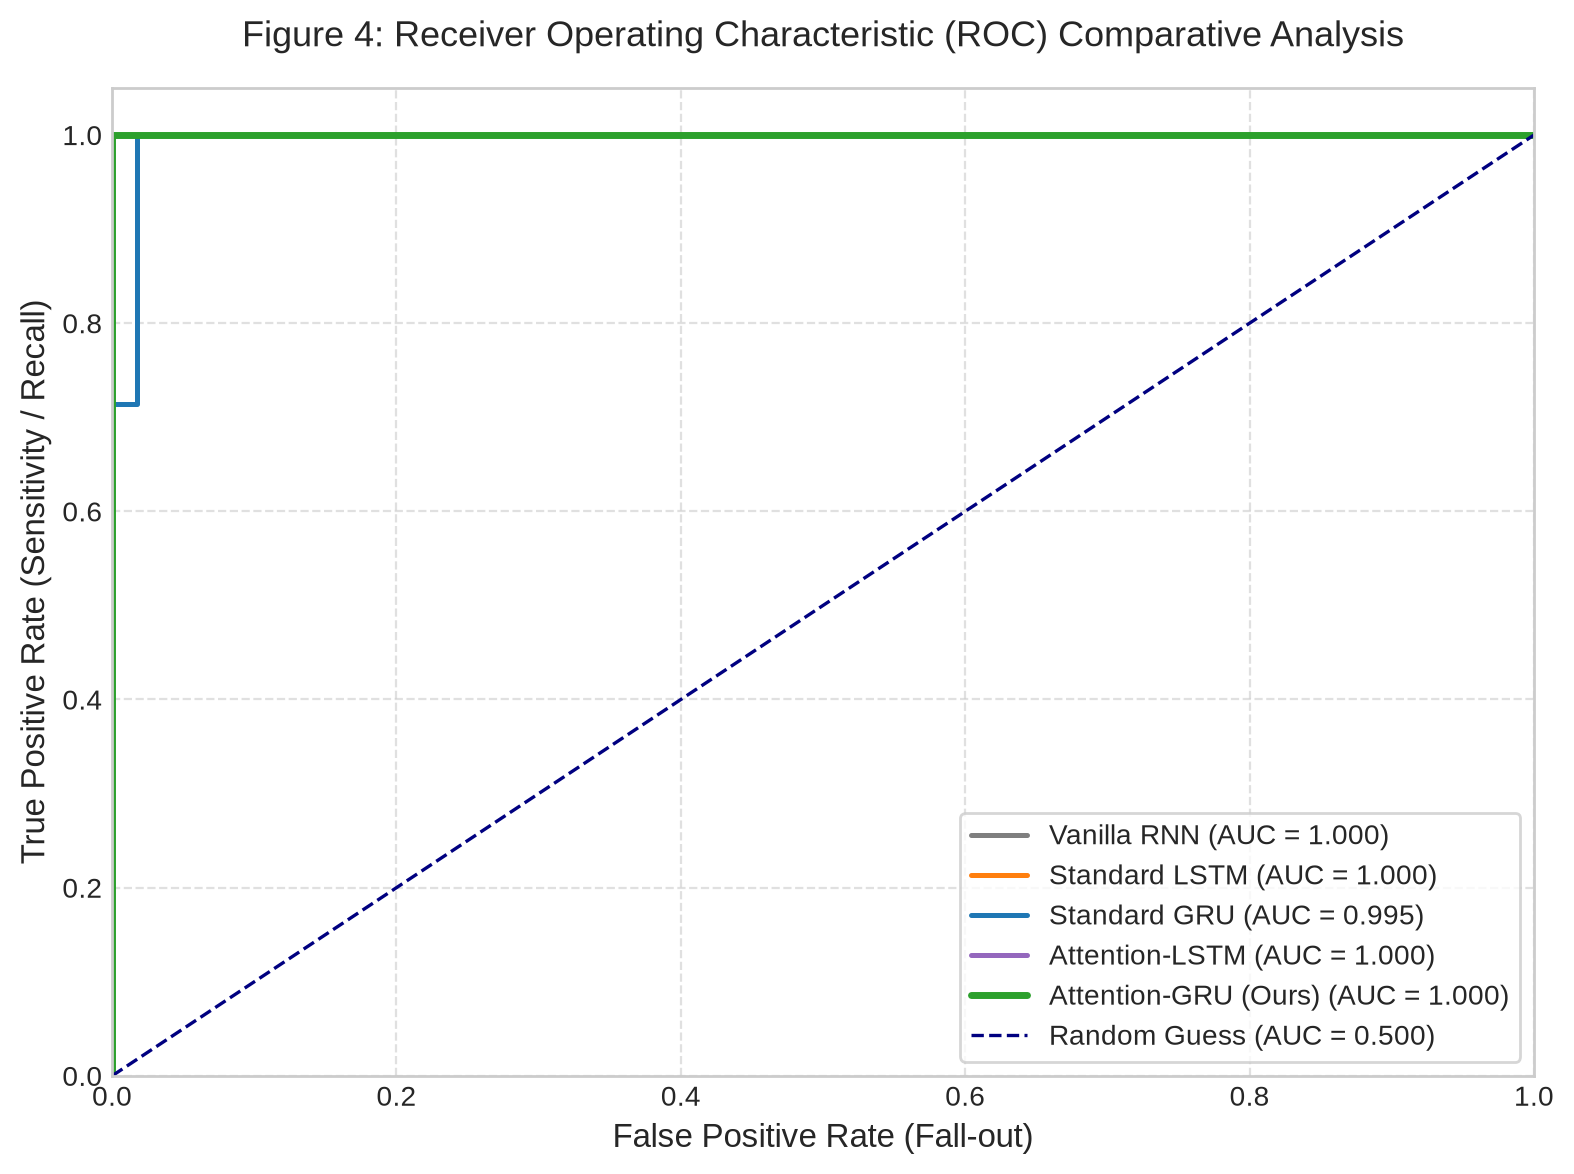 Figure 4: Receiver Operating Characteristic (ROC) Comparative Analysis
True Positive Rate (Sensitivity / Recall)
1.0
0.8
0.6
0.4
0.2
0.0
0.0 0.2 0.4 0.6 0.8 1.0
False Positive Rate (Fall-out)
Vanilla RNN (AUC = 1.000)
Standard LSTM (AUC = 1.000)
Standard GRU (AUC = 0.995)
Attention-LSTM (AUC = 1.000)
Attention-GRU (Ours) (AUC = 1.000)
Random Guess (AUC = 0.500)